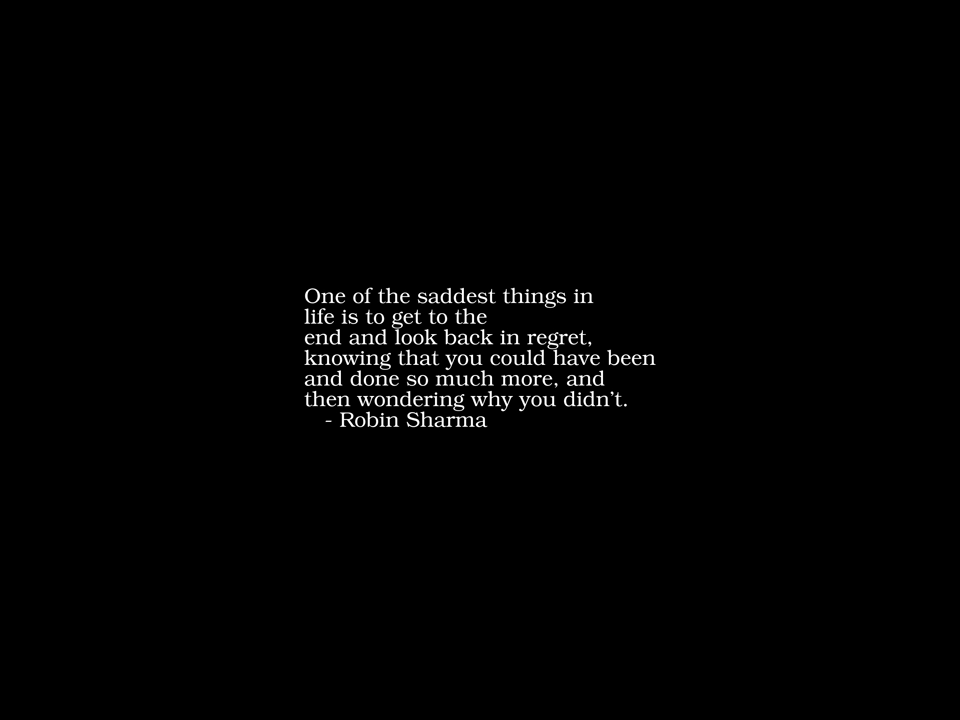 One of the saddest things in
life is to get to the
end and look back in regret,
knowing that you could have been
and done so much more, and
then wondering why you didn’t.
- Robin Sharma